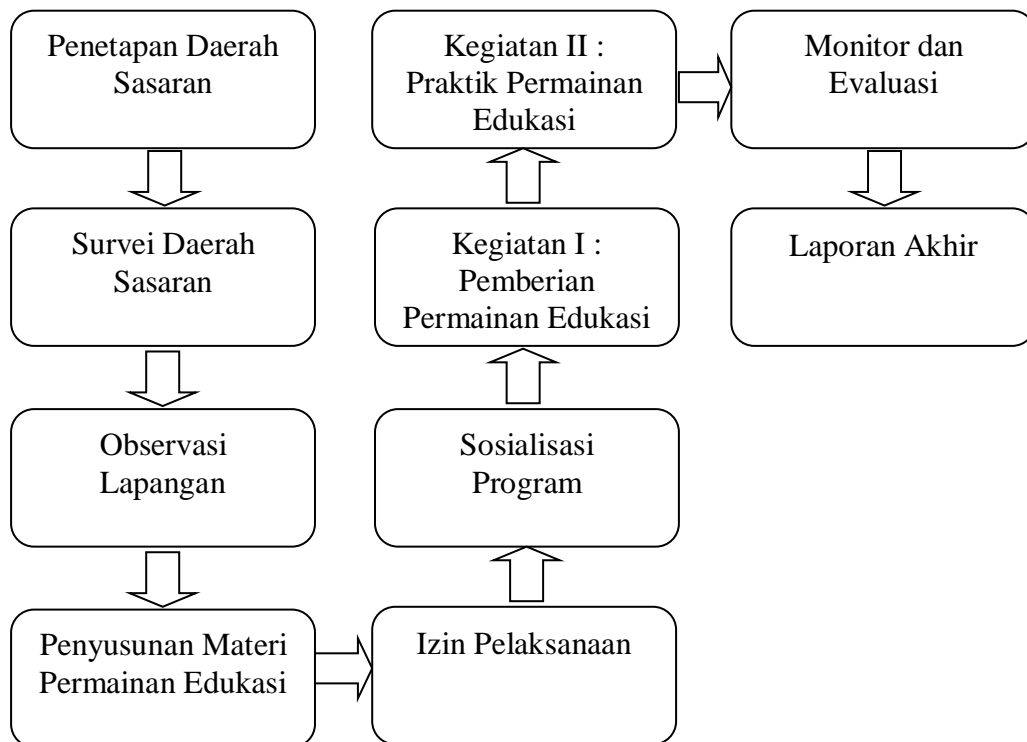 Penetapan Daerah
Sasaran
Survei Daerah
Sasaran
Observasi
Lapangan
Penyusunan Materi
Permainan Edukasi
Izin Pelaksanaan
Sosialisasi
Program
Kegiatan I :
Pemberian
Permainan Edukasi
Kegiatan II :
Praktik Permainan
Edukasi
Monitor dan
Evaluasi
Laporan Akhir